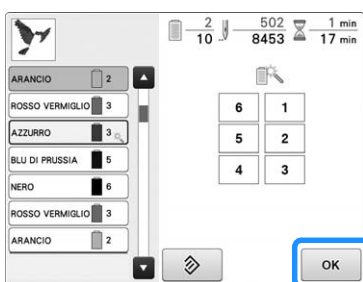 2 502 1 min
10 8453 17 min
ARANCIO 2
ROSSO VERMIGLIO 3
AZZURRO 3
BLU DI PRUSSIA 5
NERO 6
ROSSO VERMIGLIO 3
ARANCIO 2
6 1
5 2
4 3
OK